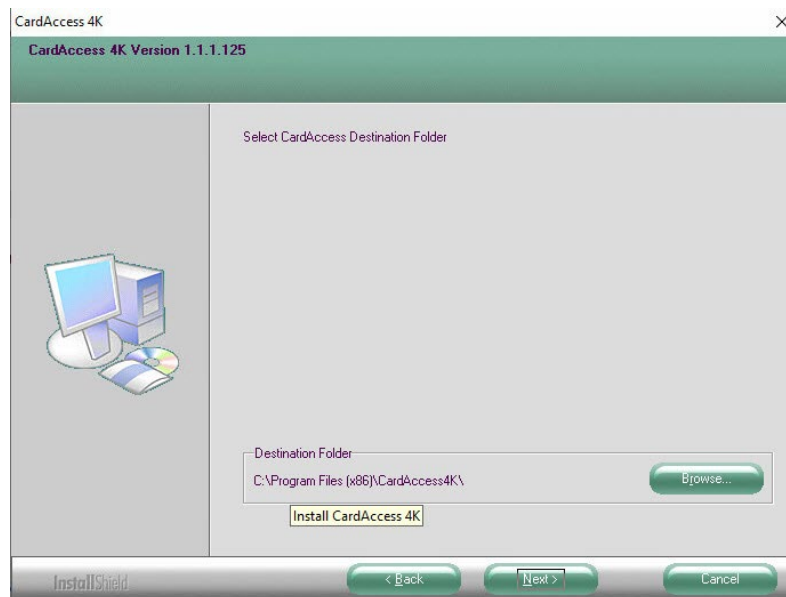 CardAccess 4K
CardAccess 4K Version 1.1.1.125
Select CardAccess Destination Folder
Destination Folder
C:\Program Files (x86)\CardAccess4K\
Browse...
Install CardAccess 4K
InstallShield
< Back
Next >
Cancel